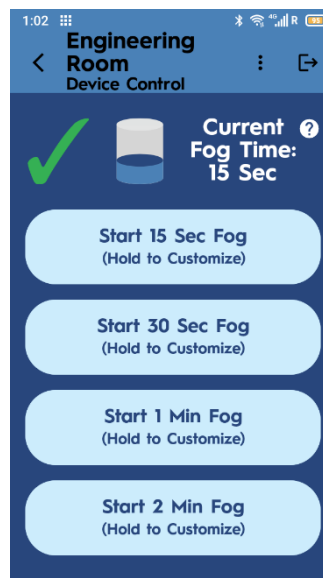 1:02
4G R 93
Engineering
Room
Device Control
Current
Fog Time:
15 Sec
?
Start 15 Sec Fog
(Hold to Customize)
Start 30 Sec Fog
(Hold to Customize)
Start 1 Min Fog
(Hold to Customize)
Start 2 Min Fog
(Hold to Customize)